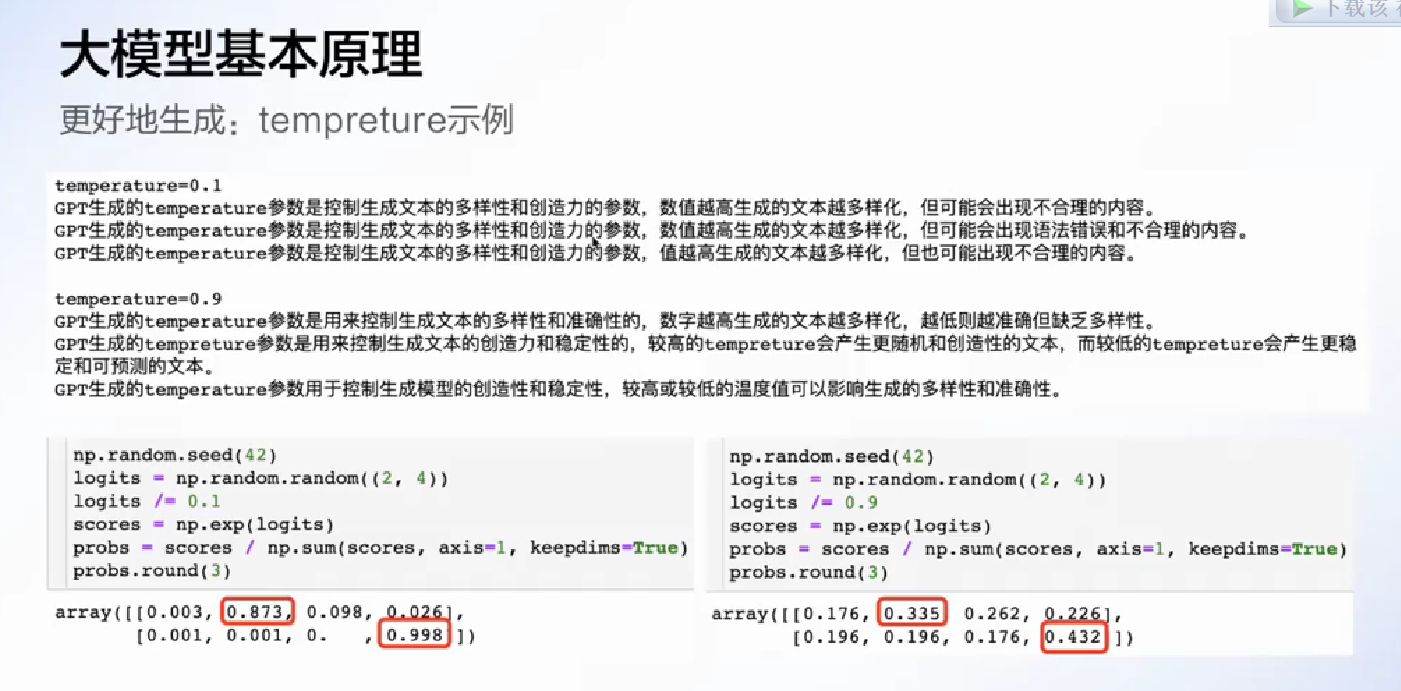 下载该
大模型基本原理
更好地生成：tempreture示例
temperature=0.1
GPT生成的temperature参数是控制生成文本的多样性和创造力的参数，数值越高生成的文本越多样化，但可能会出现不合理的内容。
GPT生成的temperature参数是控制生成文本的多样性和创造力的参数，数值越高生成的文本越多样化，但可能会出现语法错误和不合理的内容。
GPT生成的temperature参数是控制生成文本的多样性和创造力的参数，值越高生成的文本越多样化，但也可能出现不合理的内容。
temperature=0.9
GPT生成的temperature参数是用来控制生成文本的多样性和准确性的，数字越高生成的文本越多样化，越低则越准确但缺乏多样性。
GPT生成的tempreture参数是用来控制生成文本的创造力和稳定性的，较高的tempreture会产生更随机和创造性的文本，而较低的tempreture会产生更稳
定和可预测的文本。
GPT生成的temperature参数用于控制生成模型的创造性和稳定性，较高或较低的温度值可以影响生成的多样性和准确性。
np.random.seed(42)
logits = np.random.random((2, 4))
logits /= 0.1
scores = np.exp(logits)
probs = scores / np.sum(scores, axis=1, keepdims=True)
probs.round(3)
array([[0.003, 0.873, 0.098, 0.026],
[0.001, 0.001, 0. , 0.998]])
np.random.seed(42)
logits = np.random.random((2, 4))
logits /= 0.9
scores = np.exp(logits)
probs = scores / np.sum(scores, axis=1, keepdims=True)
probs.round(3)
array([[0.176, 0.335 0.262, 0.226],
[0.196, 0.196, 0.176, 0.432]])